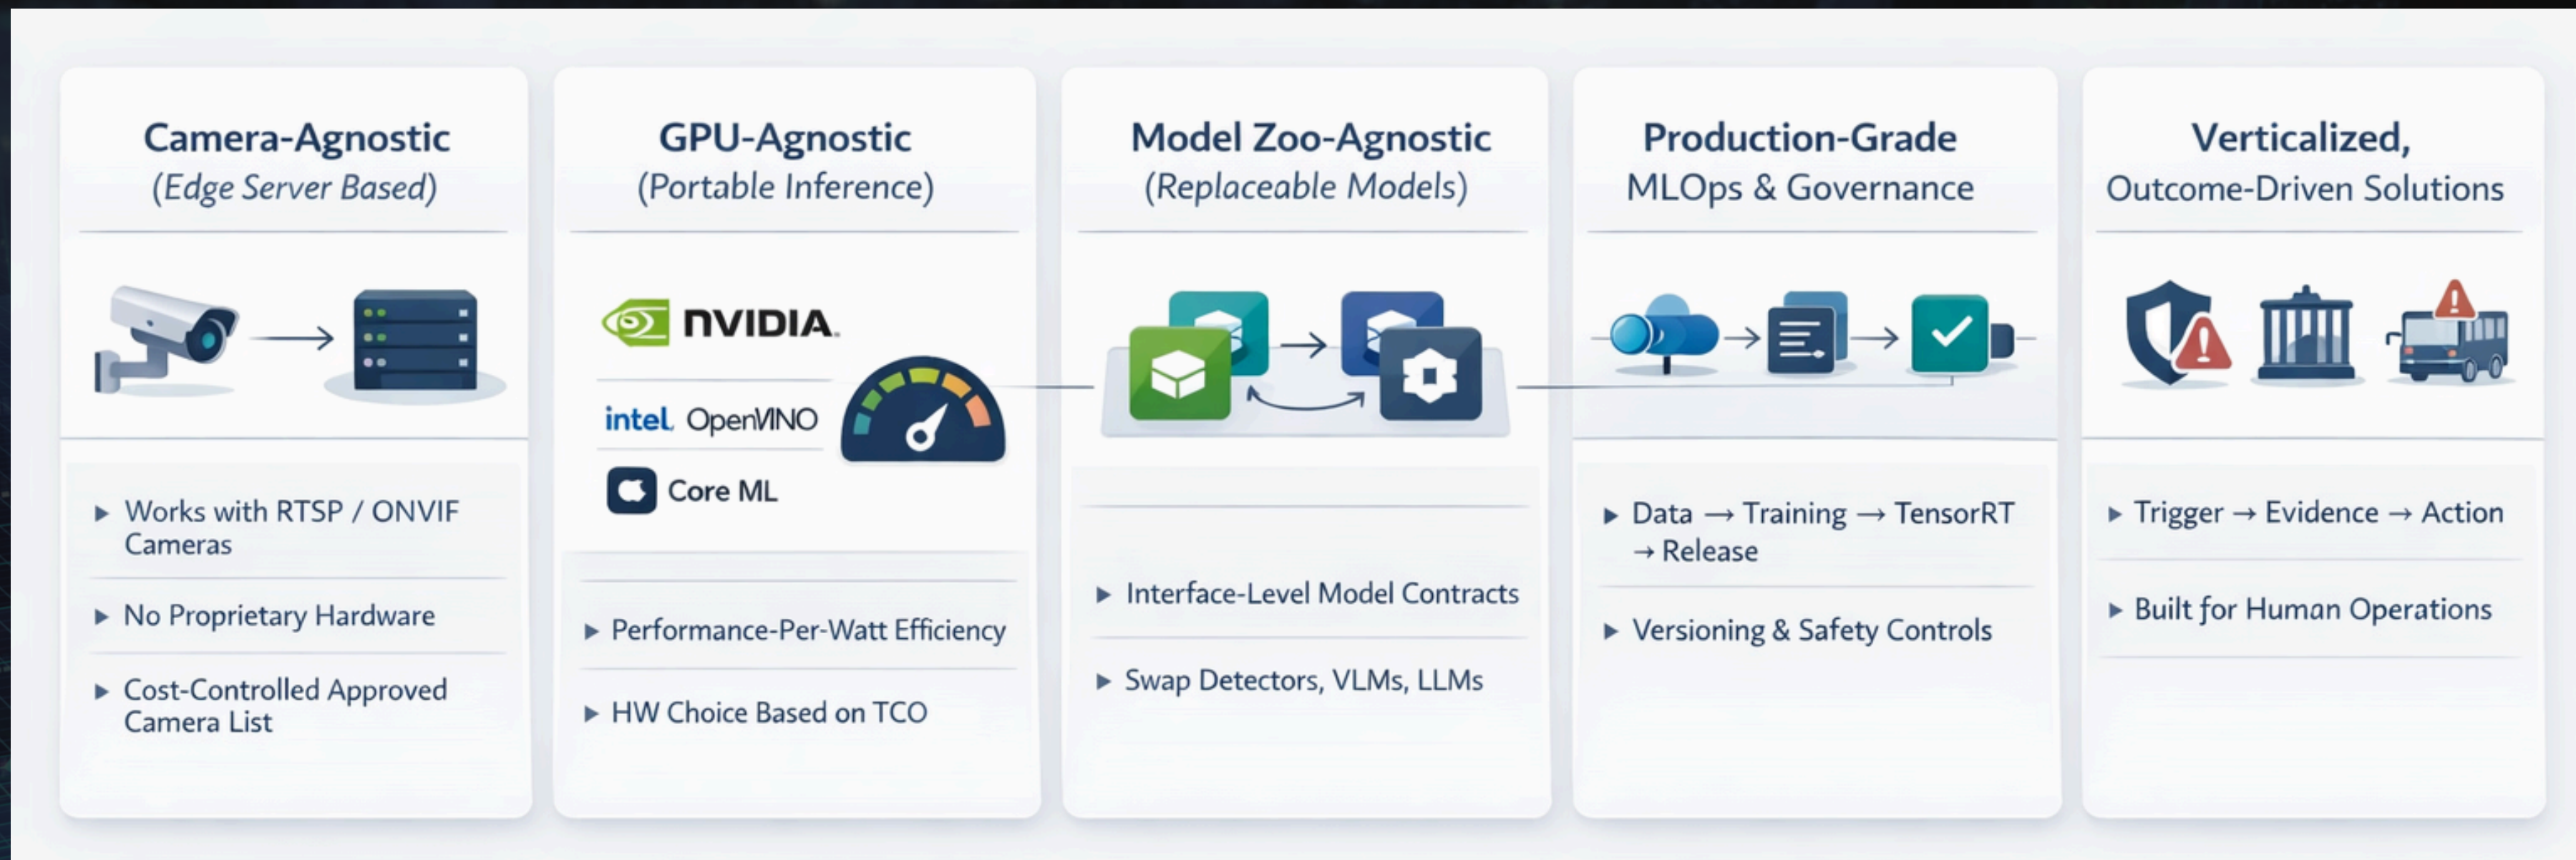 Camera-Agnostic
(Edge Server Based)
▸ Works with RTSP / ONVIF
Cameras
▸ No Proprietary Hardware
▸ Cost-Controlled Approved
Camera List
GPU-Agnostic
(Portable Inference)
NVIDIA.
intel. OpenVINO
Core ML
▸ Performance-Per-Watt Efficiency
▸ HW Choice Based on TCO
Model Zoo-Agnostic
(Replaceable Models)
▸ Interface-Level Model Contracts
▸ Swap Detectors, VLMs, LLMs
Production-Grade
MLOps & Governance
▸ Data → Training → TensorRT
→ Release
▸ Versioning & Safety Controls
Verticalized,
Outcome-Driven Solutions
▸ Trigger → Evidence → Action
▸ Built for Human Operations